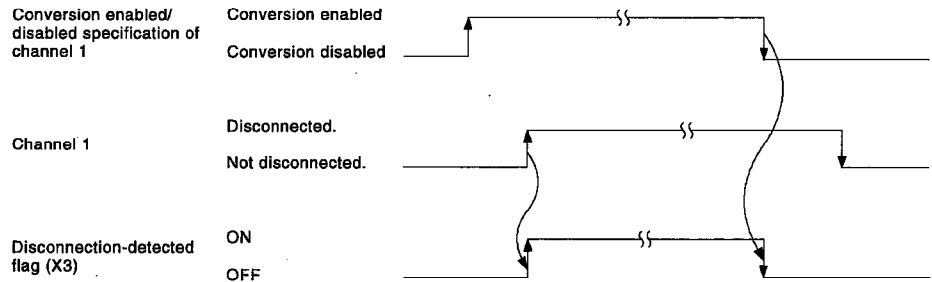 Conversion enabled/
disabled specification of
channel 1
Conversion enabled
Conversion disabled
Channel 1
Disconnected.
Not disconnected.
Disconnection-detected
flag (X3)
ON
OFF